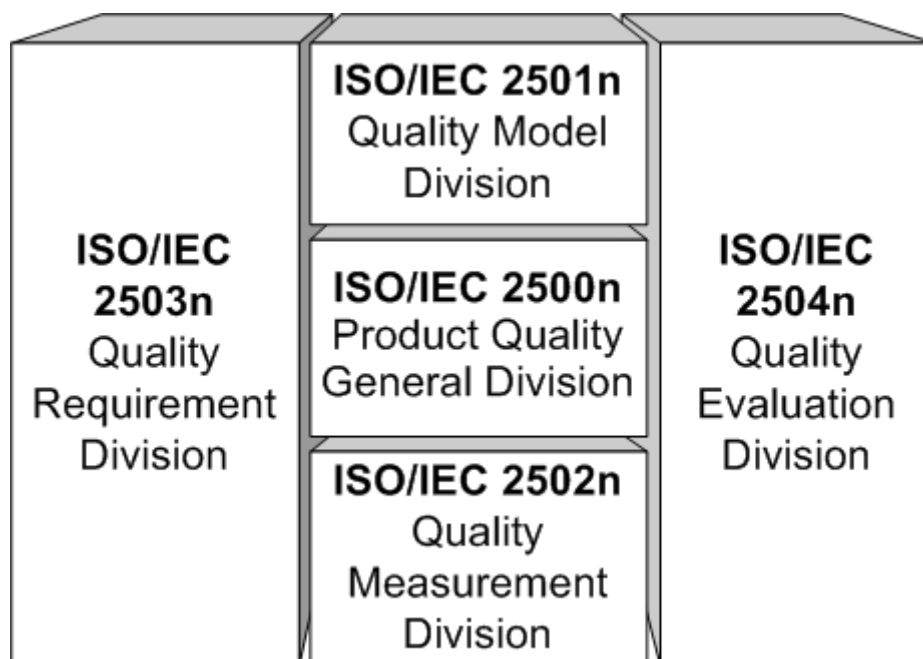 ISO/IEC
2503n
Quality
Requirement
Division
ISO/IEC 2501n
Quality Model
Division
ISO/IEC 2500n
Product Quality
General Division
ISO/IEC 2502n
Quality
Measurement
Division
ISO/IEC
2504n
Quality
Evaluation
Division